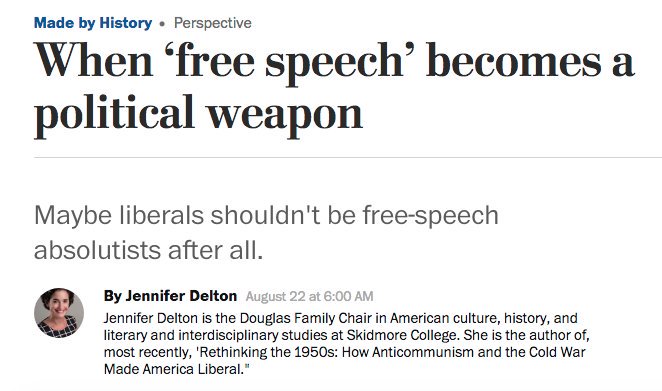 Made by History • Perspective
When ‘free speech’ becomes a
political weapon
Maybe liberals shouldn't be free-speech
absolutists after all.
By Jennifer Delton August 22 at 6:00 AM
Jennifer Delton is the Douglas Family Chair in American culture, history, and
literary and interdisciplinary studies at Skidmore College. She is the author of,
most recently, 'Rethinking the 1950s: How Anticommunism and the Cold War
Made America Liberal."